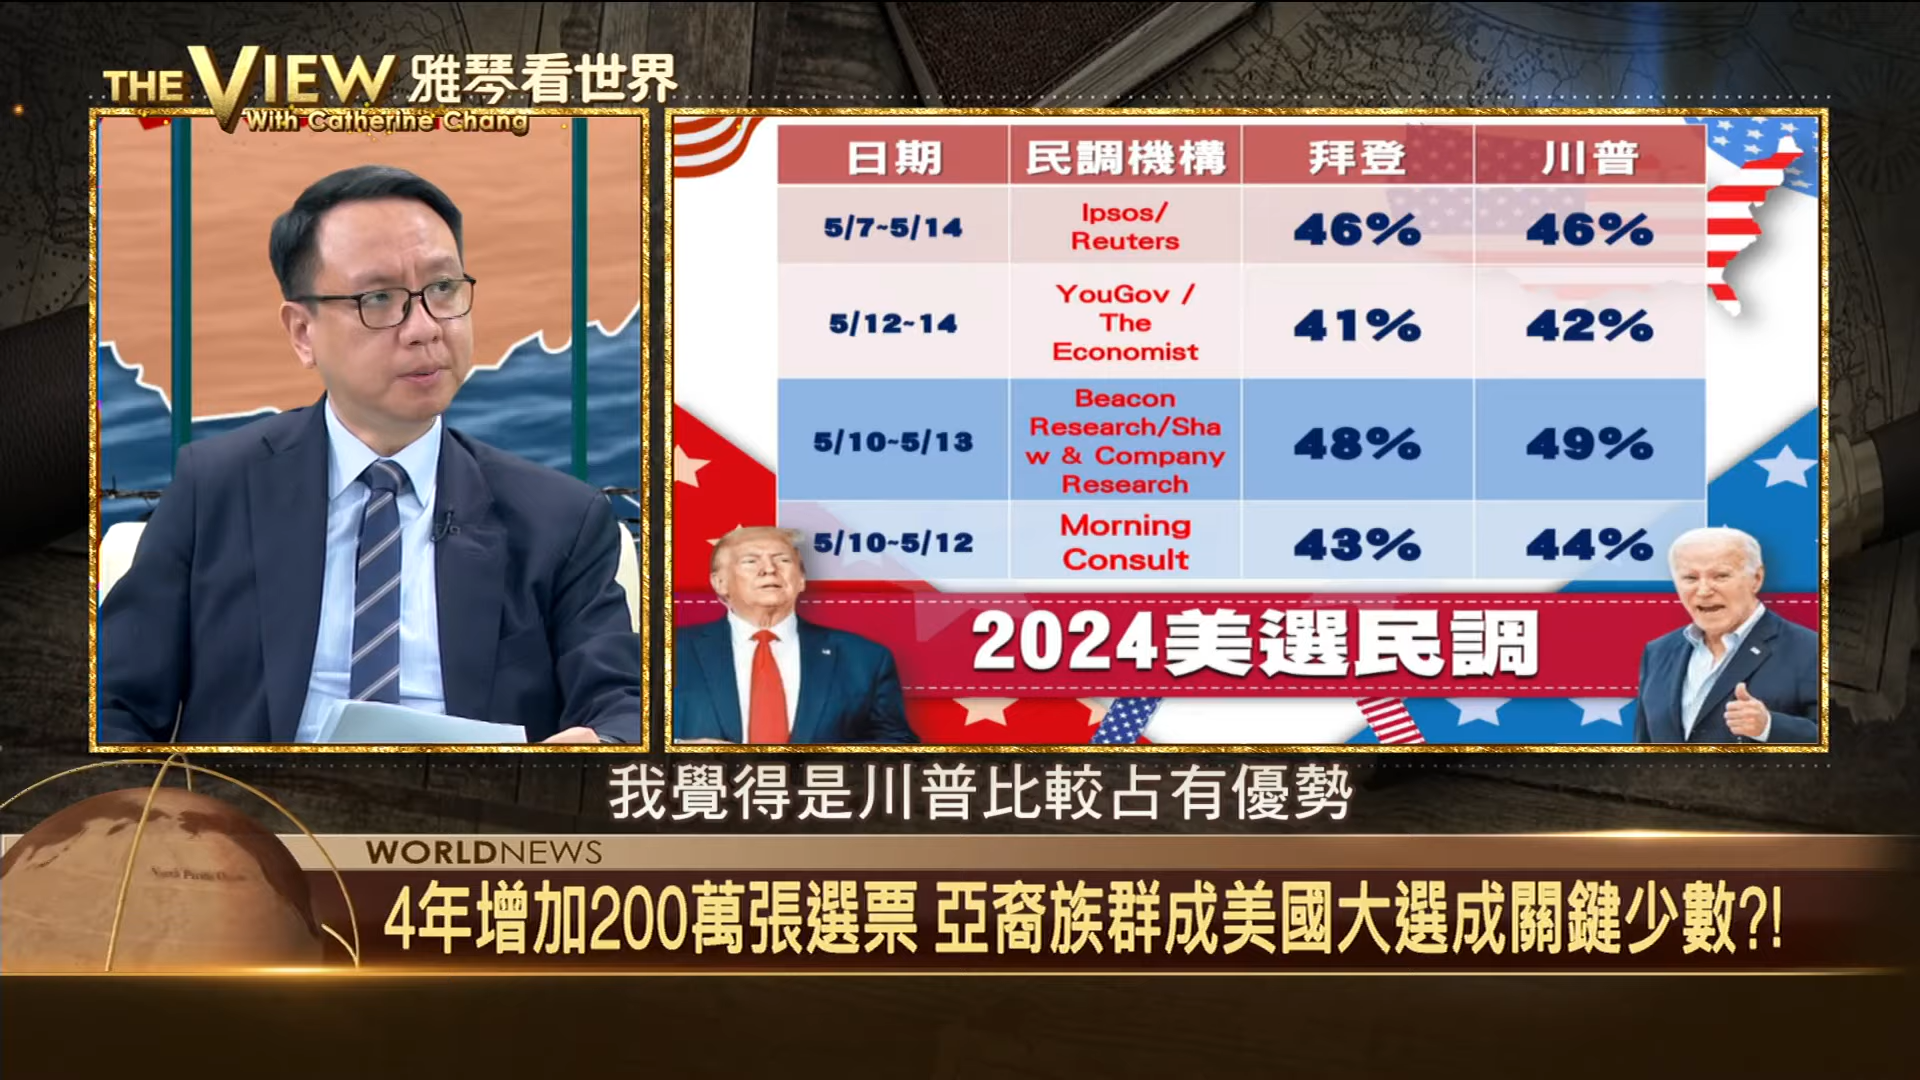 THE VIEW 雅琴看世界
With Catherine Chang
日期 民調機構 拜登 川普
5/7~5/14 Ipsos/ Reuters 46% 46%
5/12~14 YouGov / The Economist 41% 42%
5/10~5/13 Beacon Research/Sha w & Company Research 48% 49%
5/10~5/12 Morning Consult 43% 44%
2024美選民調
我覺得是川普比較占有優勢
WORLDNEWS
North Pacific Ocean
4年增加200萬張選票 亞裔族群成美國大選成關鍵少數?!